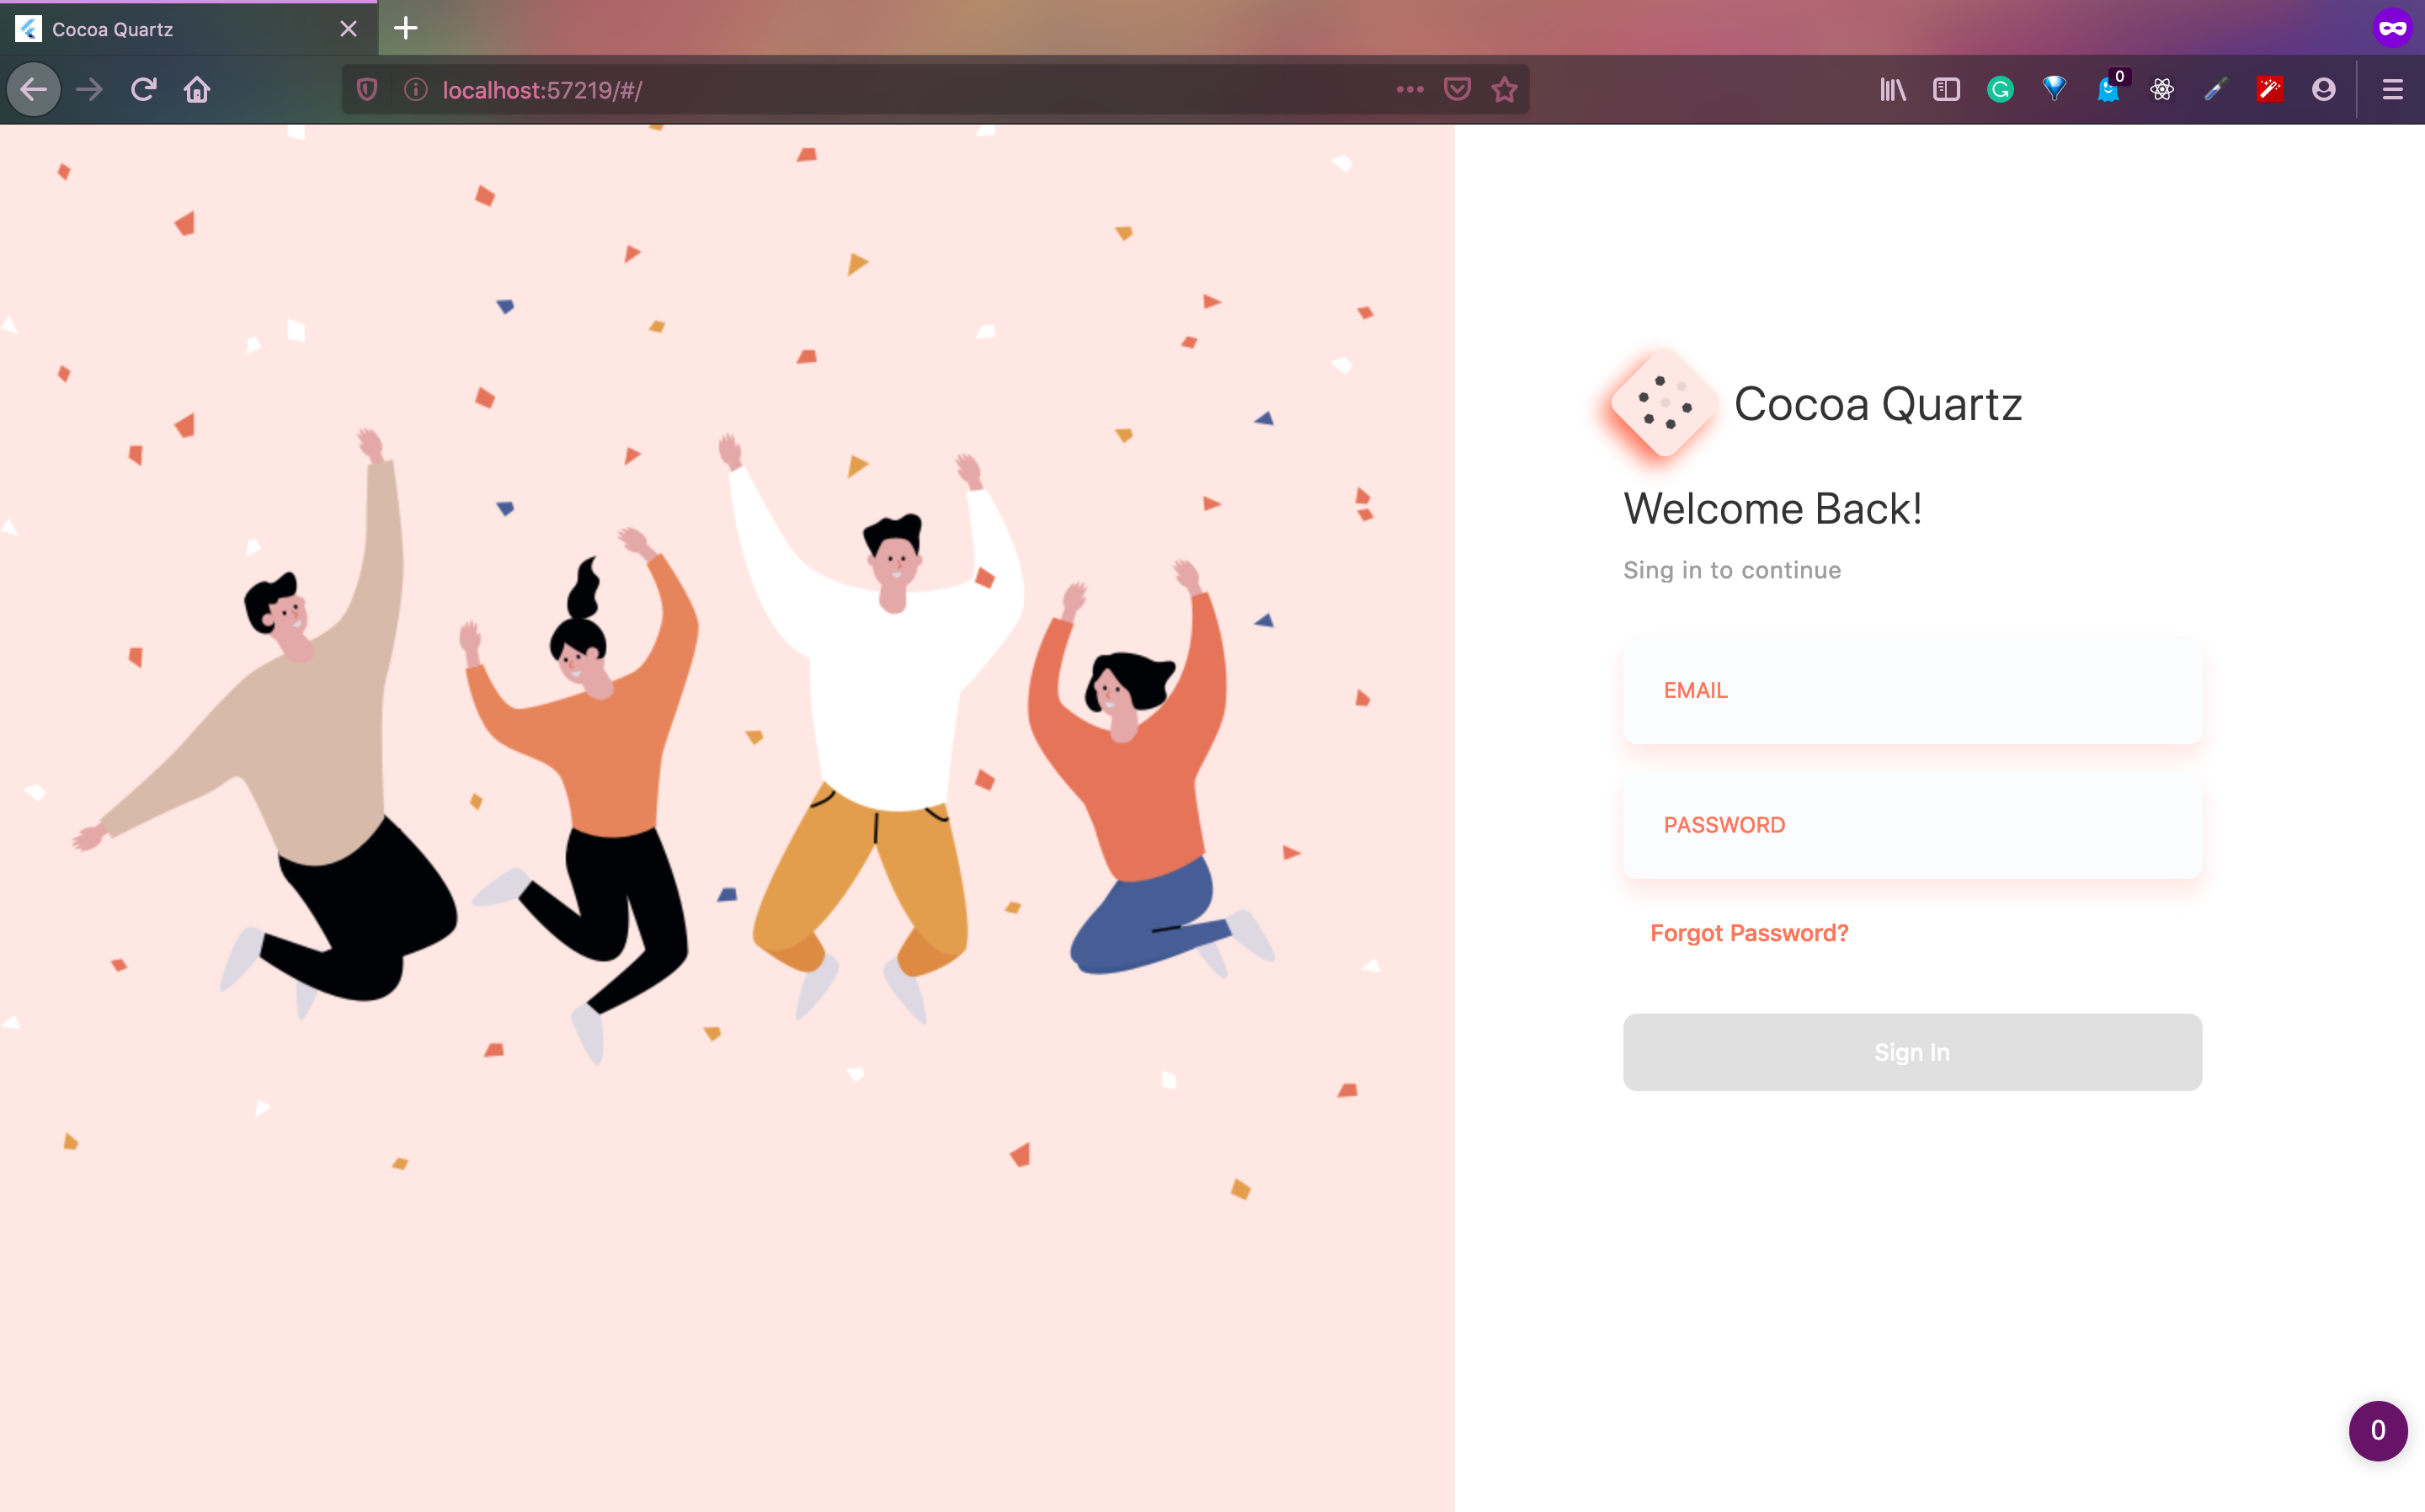 Cocoa Quartz
localhost:57219/#/
0
Cocoa Quartz
Welcome Back!
Sing in to continue
EMAIL
PASSWORD
Forgot Password?
Sign In
0